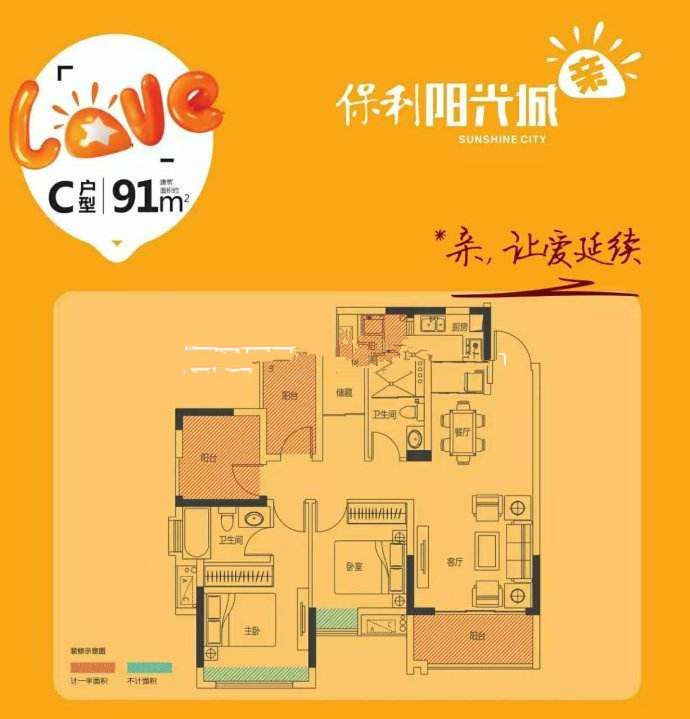 Love
C户型 91m²
建筑面积约
保利阳光城
亲
SUNSHINE CITY
*亲,让爱延续
厨房
阳台
储藏
卫生间
餐厅
阳台
卫生间
卧室
客厅
主卧
阳台
A/C
A/C
装修示意图
计一半面积
不计面积